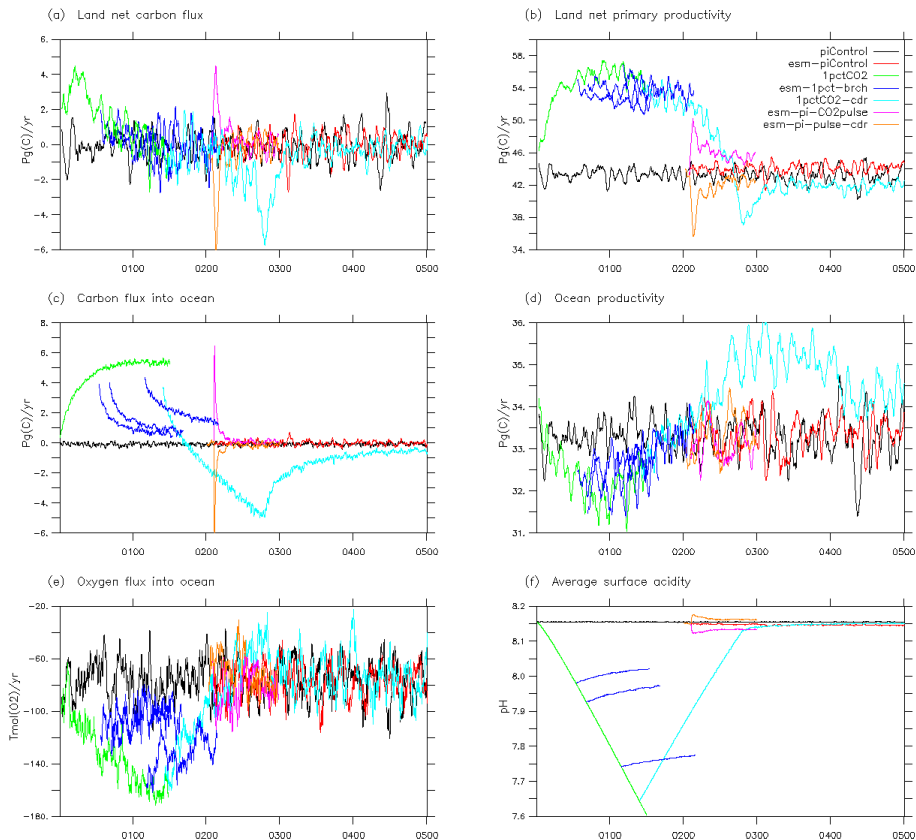 (a) Land net carbon flux
6.
4.
2.
0.
-2.
-4.
-6.
Pg(C)/yr
0100 0200 0300 0400 0500
(b) Land net primary productivity
58.
54.
50.
46.
42.
38.
34.
Pg(C)/yr
0100 0200 0300 0400 0500
piControl
esm-piControl
1pctCO2
esm-1pct-brch
1pctCO2-cdr
esm-pi-CO2pulse
esm-pi-pulse-cdr
(c) Carbon flux into ocean
8.
6.
4.
2.
0.
-2.
-4.
-6.
Pg(C)/yr
0100 0200 0300 0400 0500
(d) Ocean productivity
36.
35.
34.
33.
32.
31.
Pg(C)/yr
0100 0200 0300 0400 0500
(e) Oxygen flux into ocean
-20.
-60.
-100.
-140.
-180.
Tmol(O2)/yr
0100 0200 0300 0400 0500
(f) Average surface acidity
8.2
8.1
8.0
7.9
7.8
7.7
7.6
pH
0100 0200 0300 0400 0500